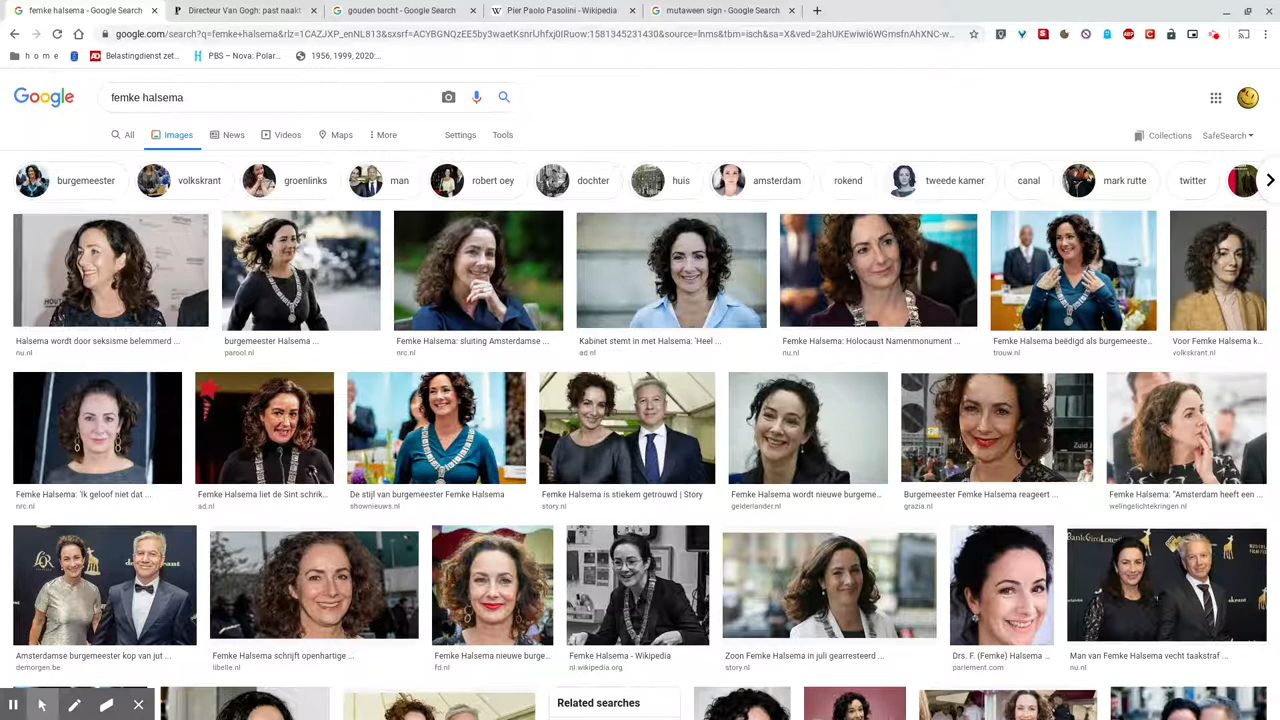 femke halsema - Google Search
Directeur Van Gogh: past naakt
gouden bocht - Google Search
Pier Paolo Pasolini - Wikipedia
mutaween sign - Google Search
google.com/search?q=femke+halsema&rlz=1CAZJXP_enNL813&sxsrf=ACYBGNQzEE5by3waetKsnrlJhfxj0IRuow:1581345231430&source=lnms&tbm=isch&sa=X&ved=2ahUKEwiwi6WGmsfnAhXNC-w...
h o m e
Belastingdienst zet...
PBS – Nova: Polar...
1956, 1999, 2020:...
Google
femke halsema
All
Images
News
Videos
Maps
More
Settings
Tools
Collections
SafeSearch
burgemeester
volkskrant
groenlinks
man
robert oey
dochter
huis
amsterdam
rokend
tweede kamer
canal
mark rutte
twitter
Halsema wordt door seksisme belemmerd ...
nu.nl
burgemeester Halsema ...
parool.nl
Femke Halsema: sluiting Amsterdamse ...
nrc.nl
Kabinet stemt in met Halsema: 'Heel ...
ad.nl
Femke Halsema: Holocaust Namenmonument ...
nu.nl
Femke Halsema beëdigd als burgemeeste...
trouw.nl
Voor Femke Halsema k...
volkskrant.nl
Femke Halsema: 'Ik geloof niet dat ...
nrc.nl
Femke Halsema liet de Sint schrik...
ad.nl
De stijl van burgemeester Femke Halsema
shownieuws.nl
Femke Halsema is stiekem getrouwd | Story
story.nl
Femke Halsema wordt nieuwe burgeme...
gelderlander.nl
Burgemeester Femke Halsema reageert ...
grazia.nl
Femke Halsema: "Amsterdam heeft een ...
welingelichtekringen.nl
Amsterdamse burgemeester kop van jut ...
demorgen.be
Femke Halsema schrijft openhartige ...
libelle.nl
Femke Halsema nieuwe burge...
fd.nl
Femke Halsema - Wikipedia
nl.wikipedia.org
Zoon Femke Halsema in juli gearresteerd ...
story.nl
Drs. F. (Femke) Halsema ...
parlement.com
BankGiroLoterij
Man van Femke Halsema vecht taakstraf ...
nu.nl
Related searches